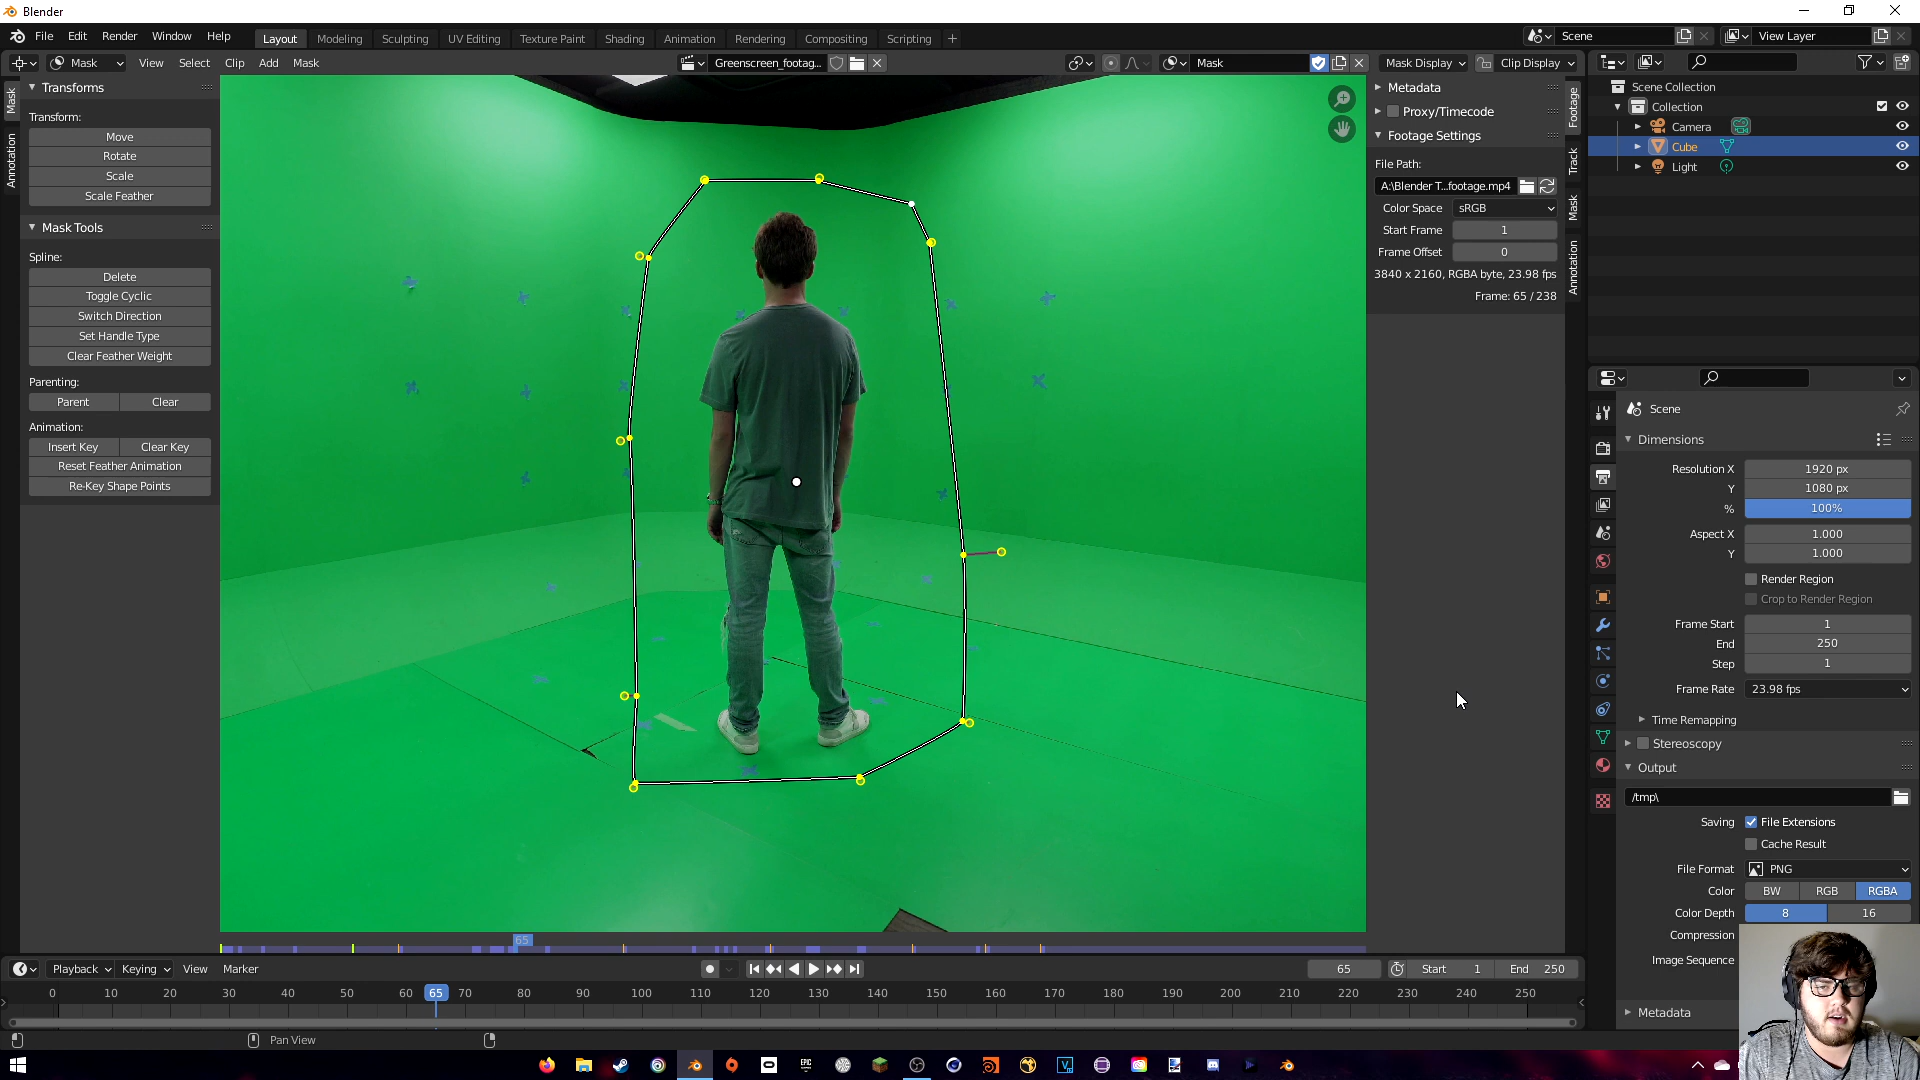 Blender
File Edit Render Window Help
Layout Modeling Sculpting UV Editing Texture Paint Shading Animation Rendering Compositing Scripting +
Scene
View Layer
Mask View Select Clip Add Mask
Greenscreen_footag...
Mask
Mask Display
Clip Display
Mask
Annotation
Transforms
Transform:
Move
Rotate
Scale
Scale Feather
Mask Tools
Spline:
Delete
Toggle Cyclic
Switch Direction
Set Handle Type
Clear Feather Weight
Parenting:
Parent Clear
Animation:
Insert Key Clear Key
Reset Feather Animation
Re-Key Shape Points
Metadata
Proxy/Timecode
Footage Settings
File Path:
A:\Blender T...footage.mp4
Color Space sRGB
Start Frame 1
Frame Offset 0
3840 x 2160, RGBA byte, 23.98 fps
Frame: 65 / 238
Footage
Track
Mask
Annotation
Scene Collection
Collection
Camera
Cube
Light
Scene
Dimensions
Resolution X 1920 px
Y 1080 px
% 100%
Aspect X 1.000
Y 1.000
Render Region
Crop to Render Region
Frame Start 1
End 250
Step 1
Frame Rate 23.98 fps
Time Remapping
Stereoscopy
Output
/tmp\
Saving File Extensions
Cache Result
File Format PNG
Color BW RGB RGBA
Color Depth 8 16
Compression
Image Sequence
Metadata
65
Playback Keying View Marker
65 Start 1 End 250
0 10 20 30 40 50 60 65 70 80 90 100 110 120 130 140 150 160 170 180 190 200 210 220 230 240 250
Pan View
EPIC